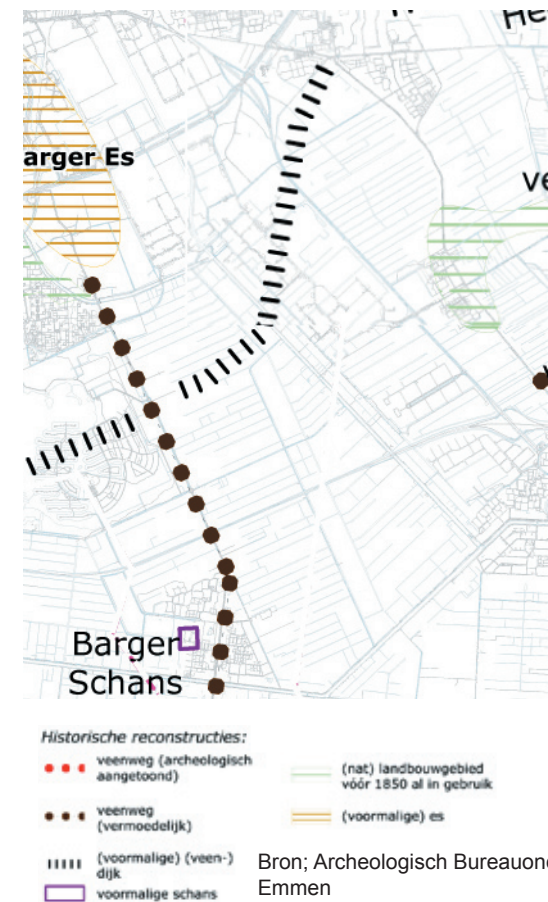 arger Es
Barger
Schans
Historische reconstructies:
veenweg (archeologisch
aangetoond)
veenweg
(vermoedelijk)
(voormalige) (veen-)
dijk
voormalige schans
(nat) landbouwgebied
vóór 1850 al in gebruik
(voormalige) es
Bron; Archeologisch Bureauon
Emmen